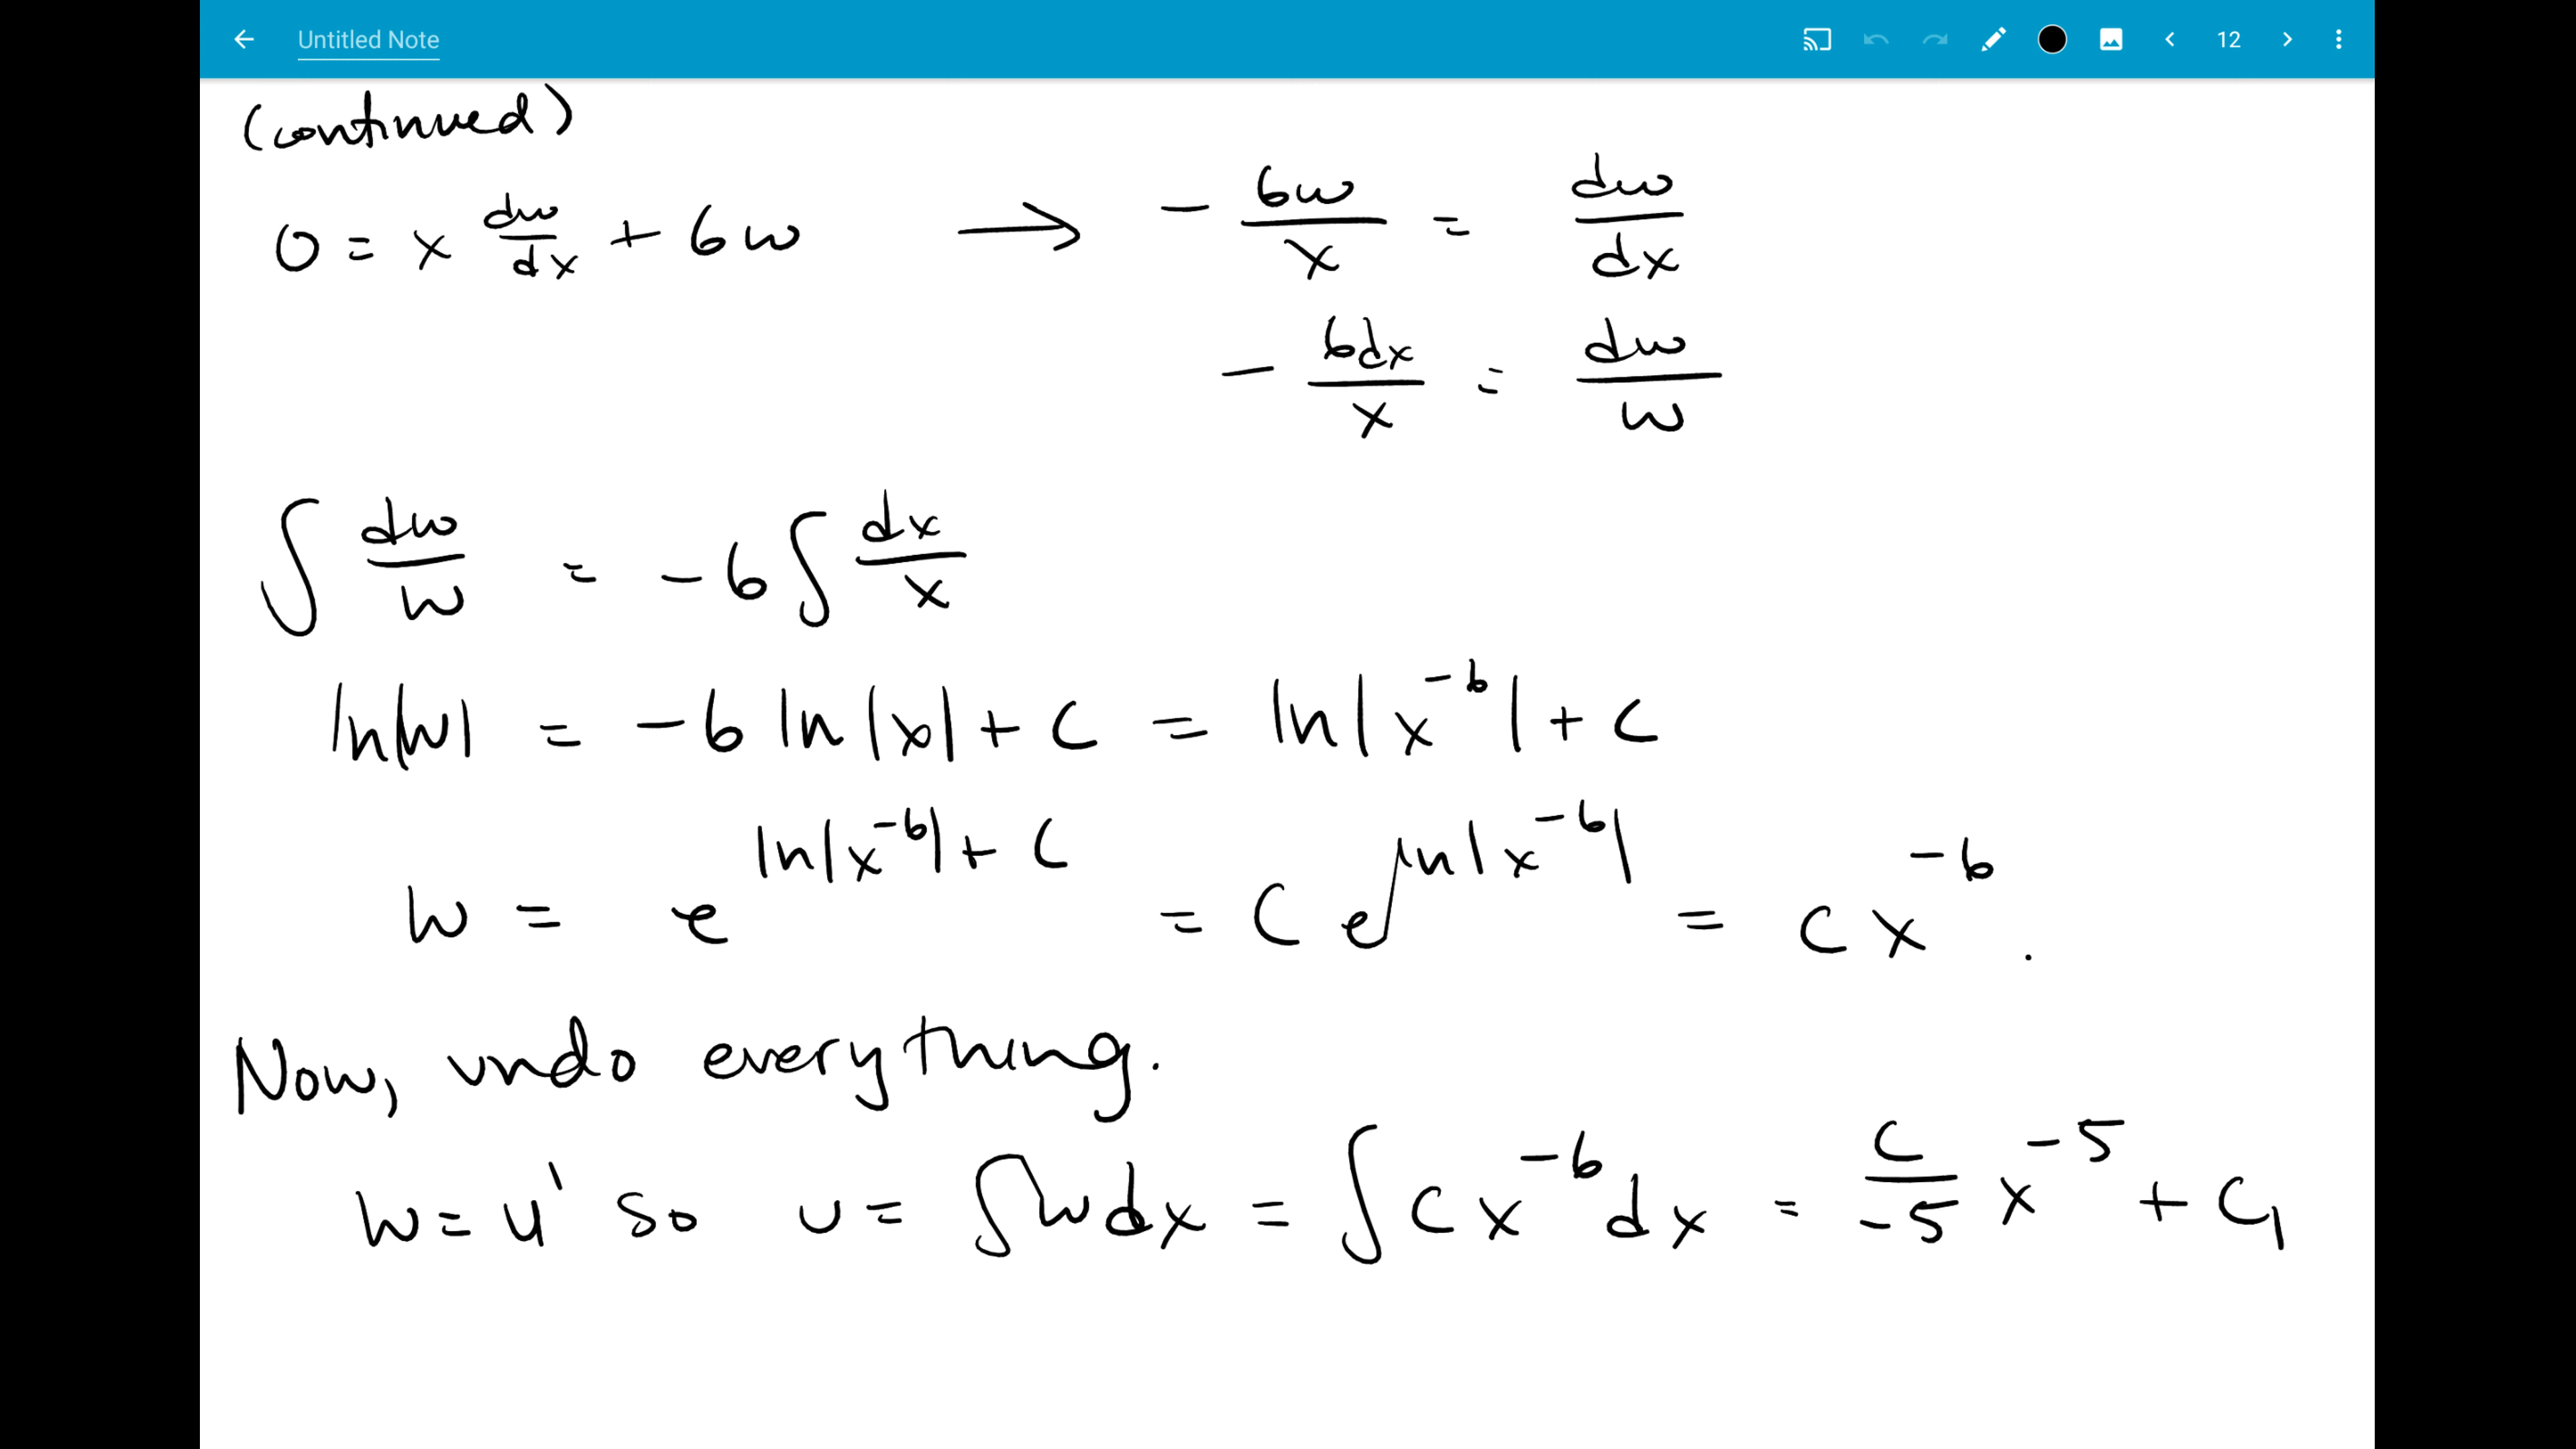 Untitled Note 12
(continued)
0 = x dw/dx + 6w → - 6w/x = dw/dx
- 6dx/x = dw/w
∫ dw/w = -6 ∫ dx/x
ln|w| = -6 ln|x| + C = ln|x^-6| + C
w = e^(ln|x^-6| + C) = C e^(ln|x^-6|) = C x^-6.
Now, undo everything.
w = u' so u = ∫ w dx = ∫ C x^-6 dx = C/-5 x^-5 + C₁